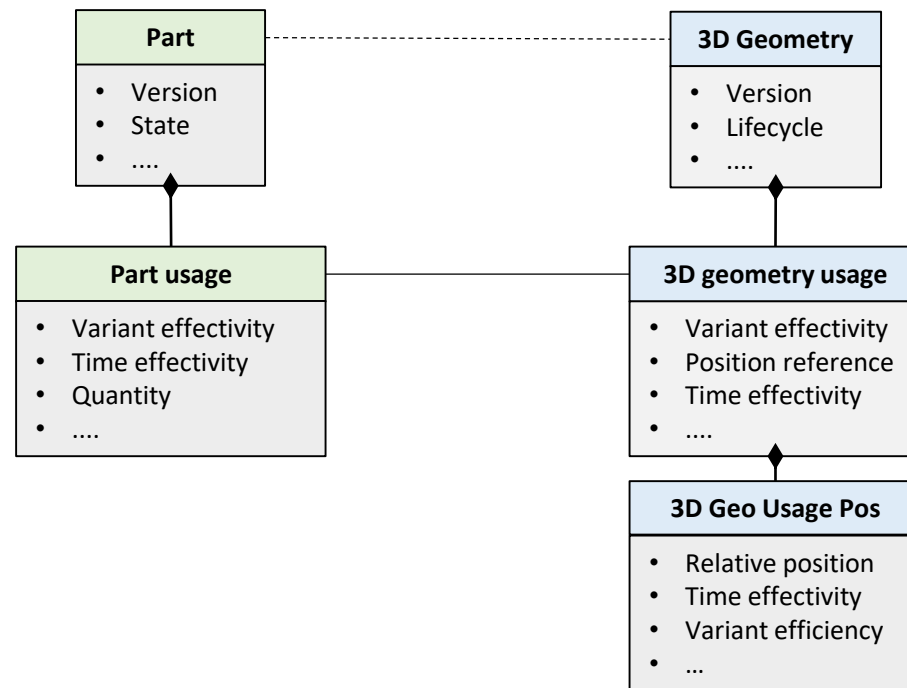 Part
• Version
• State
• ....
3D Geometry
• Version
• Lifecycle
• ....
Part usage
• Variant effectivity
• Time effectivity
• Quantity
• ....
3D geometry usage
• Variant effectivity
• Position reference
• Time effectivity
• ....
3D Geo Usage Pos
• Relative position
• Time effectivity
• Variant efficiency
• ...